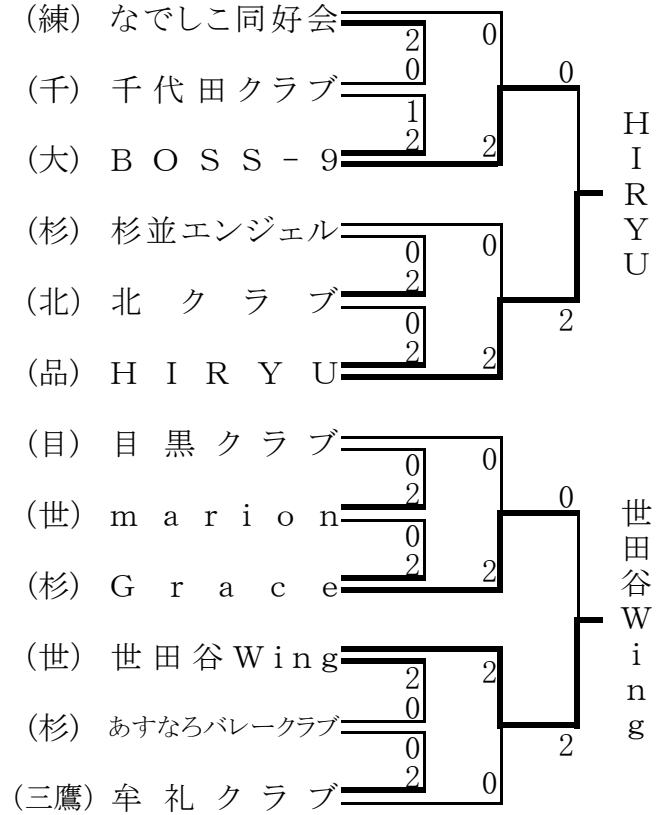 (練) なでしこ同好会
2
0
0
(千) 千代田クラブ
1
2
2
(大) BOSS-9
0
HIRYU
(杉) 杉並エンジェル
0
2
0
(北) 北クラブ
0
2
2
(品) HIRYU
2
(目) 目黒クラブ
0
2
0
(世) marion
0
2
2
(杉) Grace
0
世田谷Wing
(世) 世田谷Wing
2
0
2
(杉) あすなろバレークラブ
0
2
0
(三鷹) 牟礼クラブ
2